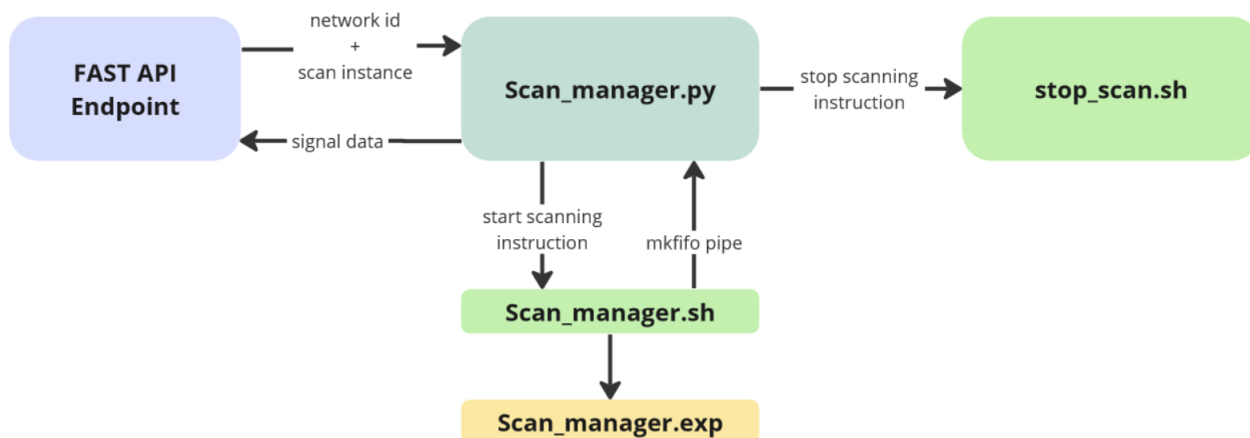 FAST API
Endpoint
network id
+
scan instance
signal data
Scan_manager.py
stop scanning
instruction
stop_scan.sh
start scanning
instruction
mkfifo pipe
Scan_manager.sh
Scan_manager.exp